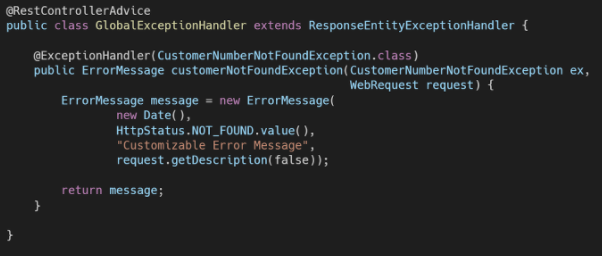 @RestControllerAdvice
public class GlobalExceptionHandler extends ResponseEntityExceptionHandler {
@ExceptionHandler(CustomerNumberNotFoundException.class)
public ErrorMessage customerNotFoundException(CustomerNumberNotFoundException ex,
WebRequest request) {
ErrorMessage message = new ErrorMessage(
new Date(),
HttpStatus.NOT_FOUND.value(),
"Customizable Error Message",
request.getDescription(false));
return message;
}
}